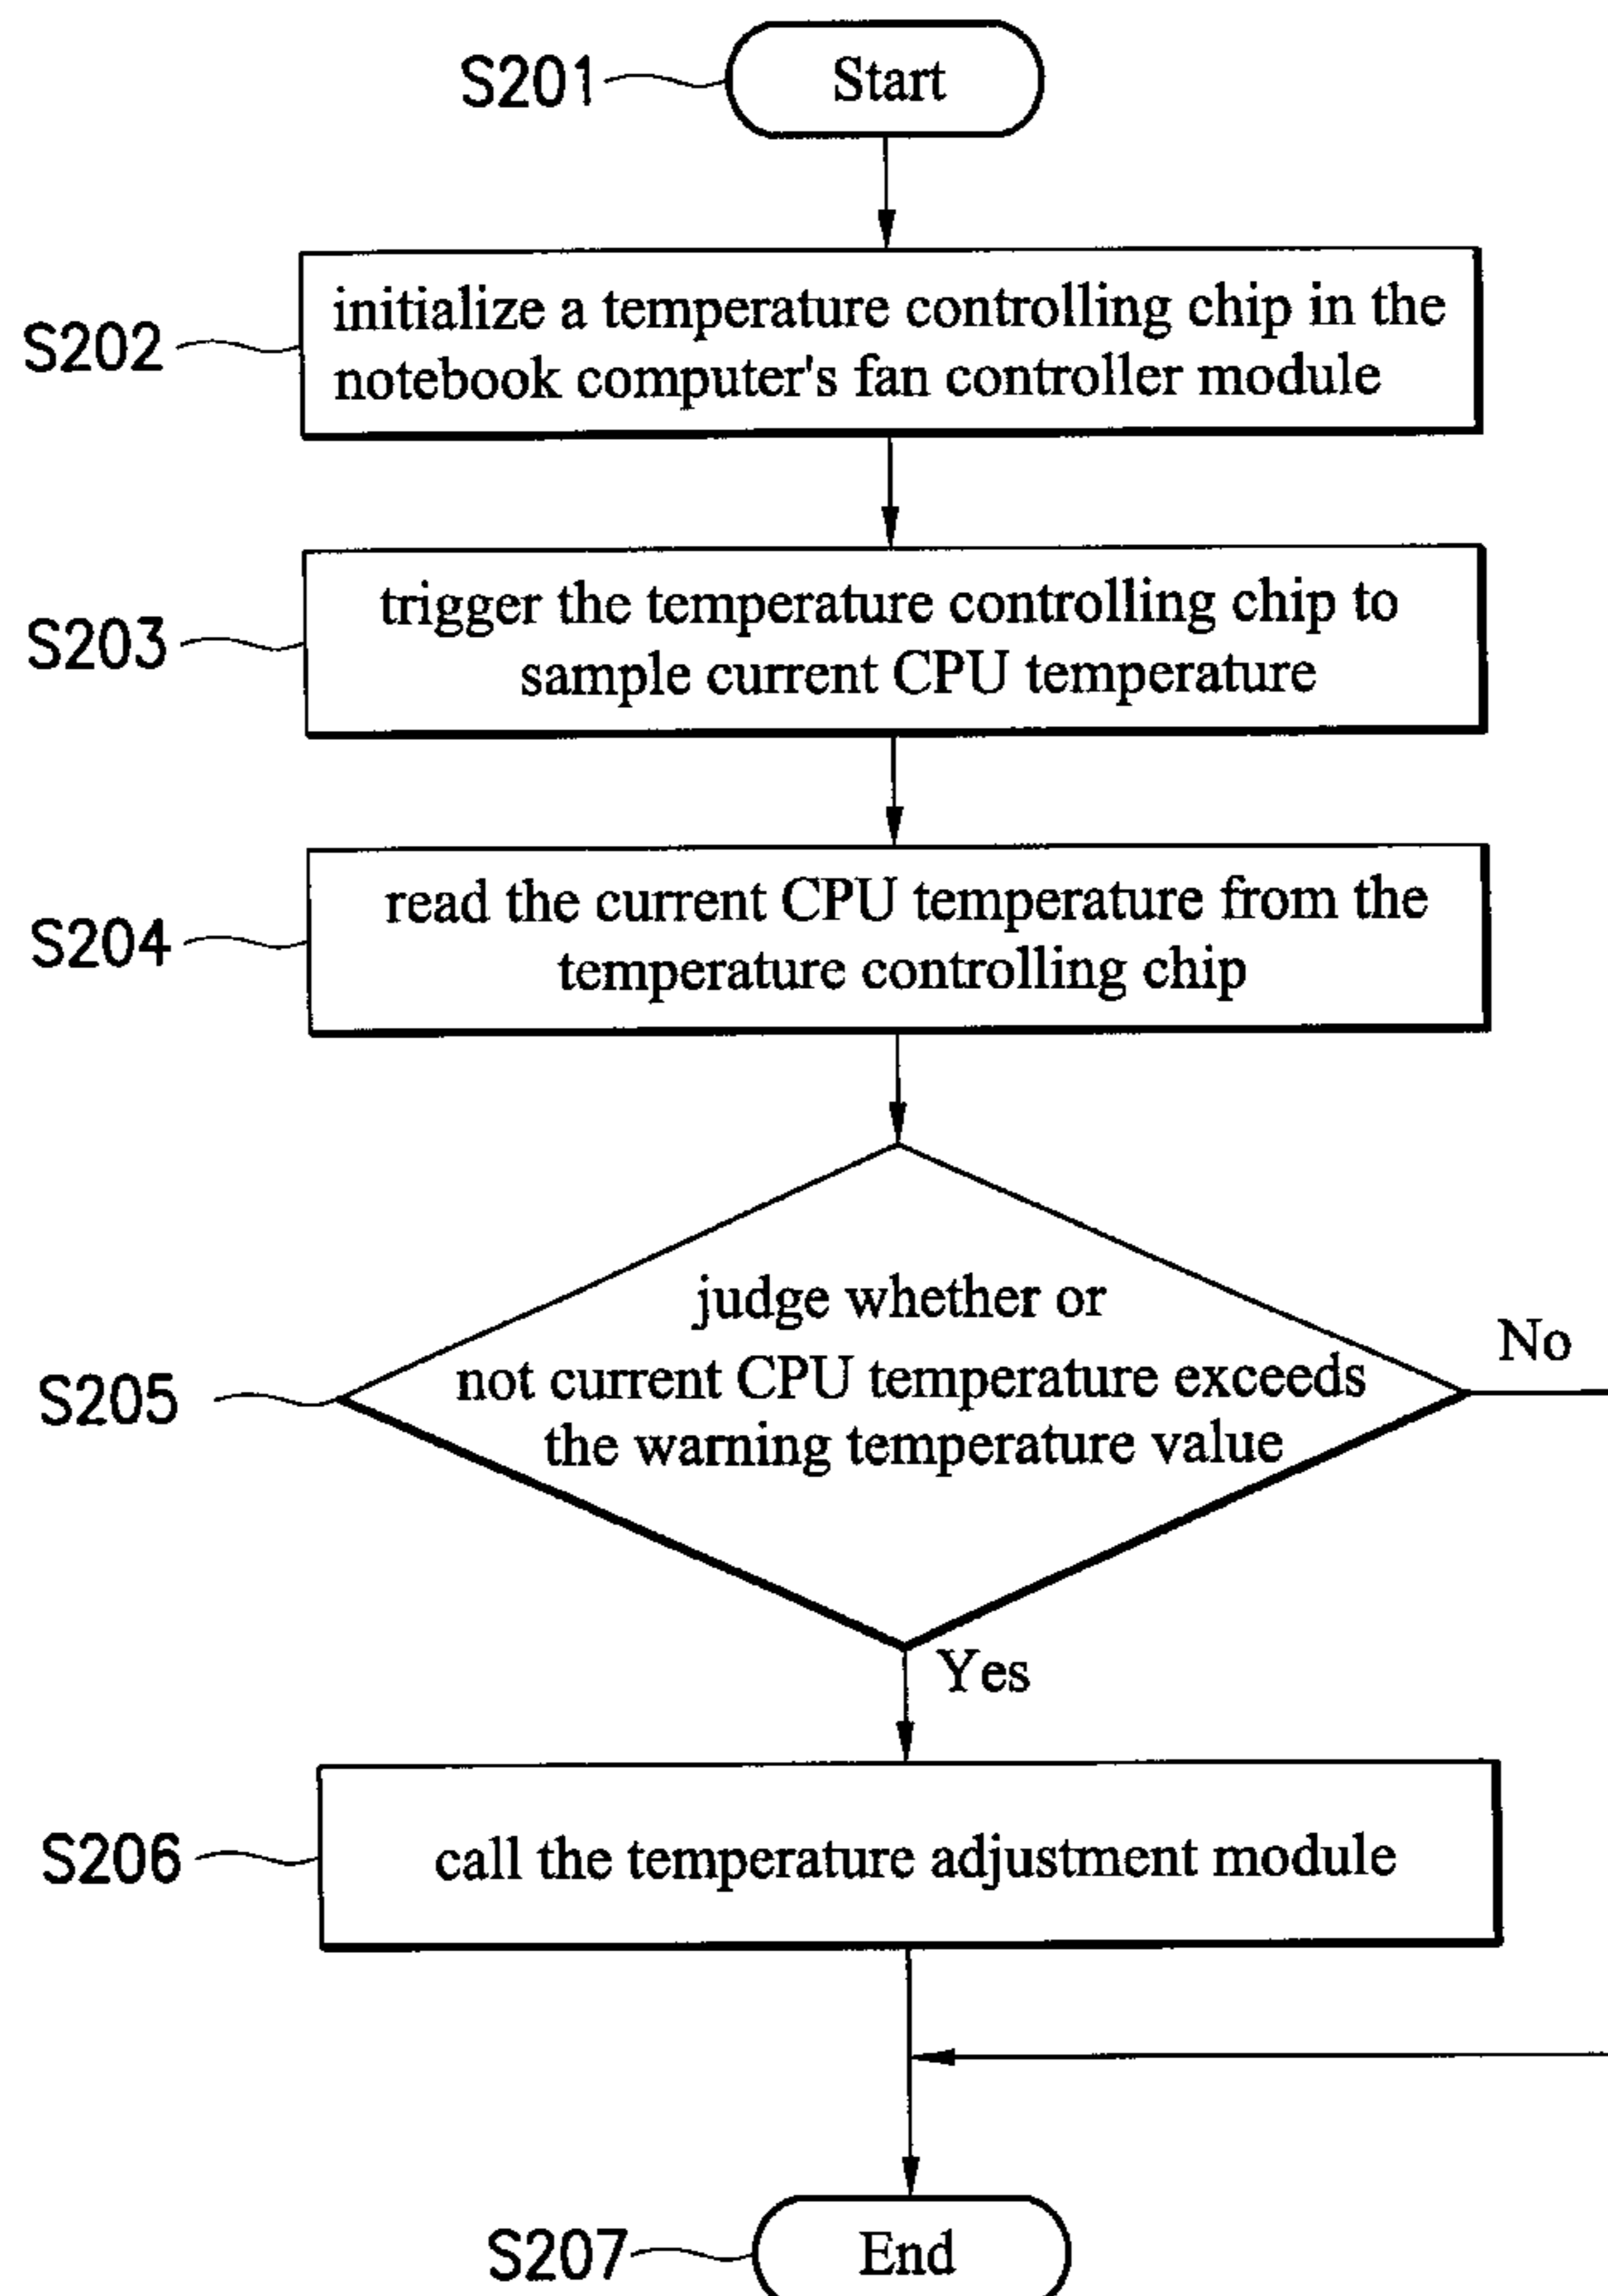 S201
Start
S202
initialize a temperature controlling chip in the
notebook computer's fan controller module
S203
trigger the temperature controlling chip to
sample current CPU temperature
S204
read the current CPU temperature from the
temperature controlling chip
S205
judge whether or
not current CPU temperature exceeds
the warning temperature value
No
Yes
S206
call the temperature adjustment module
S207
End